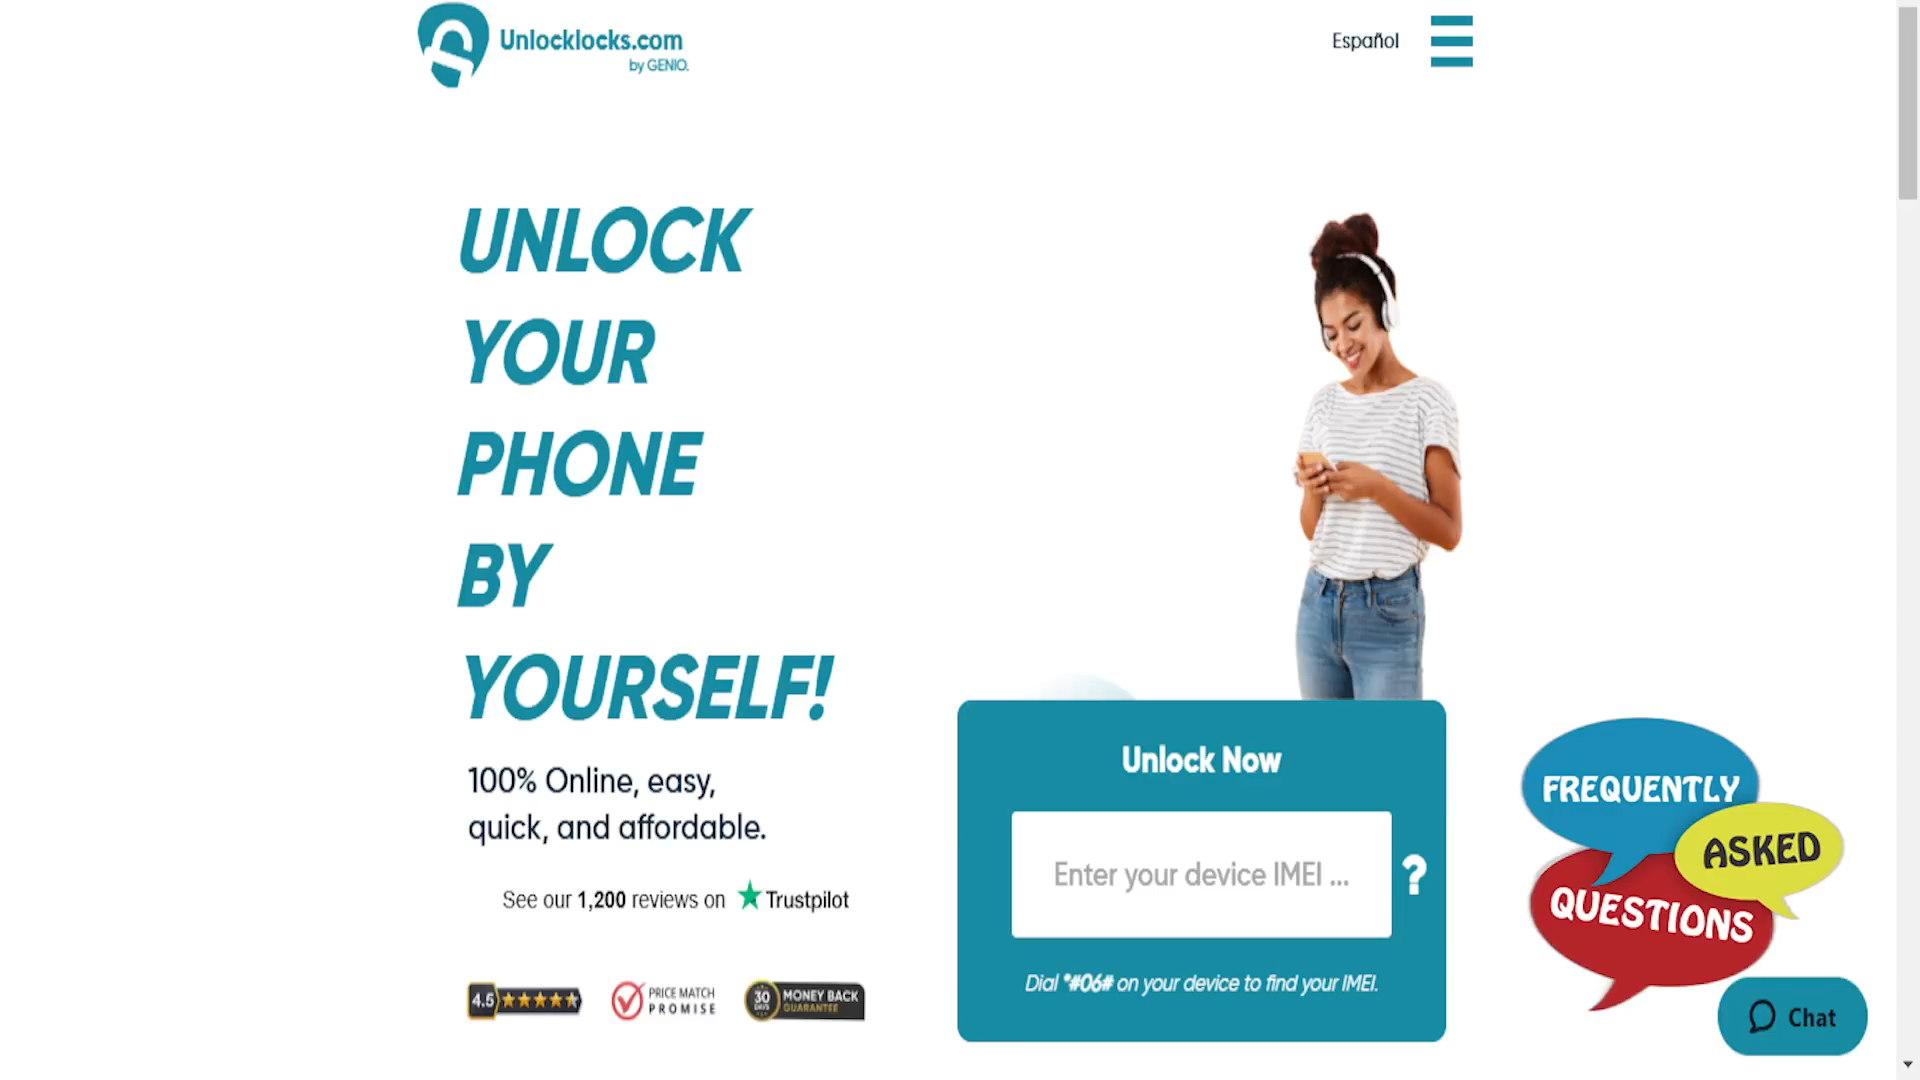 Unlocklocks.com
by GENIO.
Español
UNLOCK
YOUR
PHONE
BY
YOURSELF!
100% Online, easy,
quick, and affordable.
See our 1,200 reviews on Trustpilot
4.5
PRICE MATCH
PROMISE
30
DAYS
MONEY BACK
GUARANTEE
Unlock Now
Enter your device IMEI ...
?
Dial *#06# on your device to find your IMEI.
FREQUENTLY
ASKED
QUESTIONS
Chat